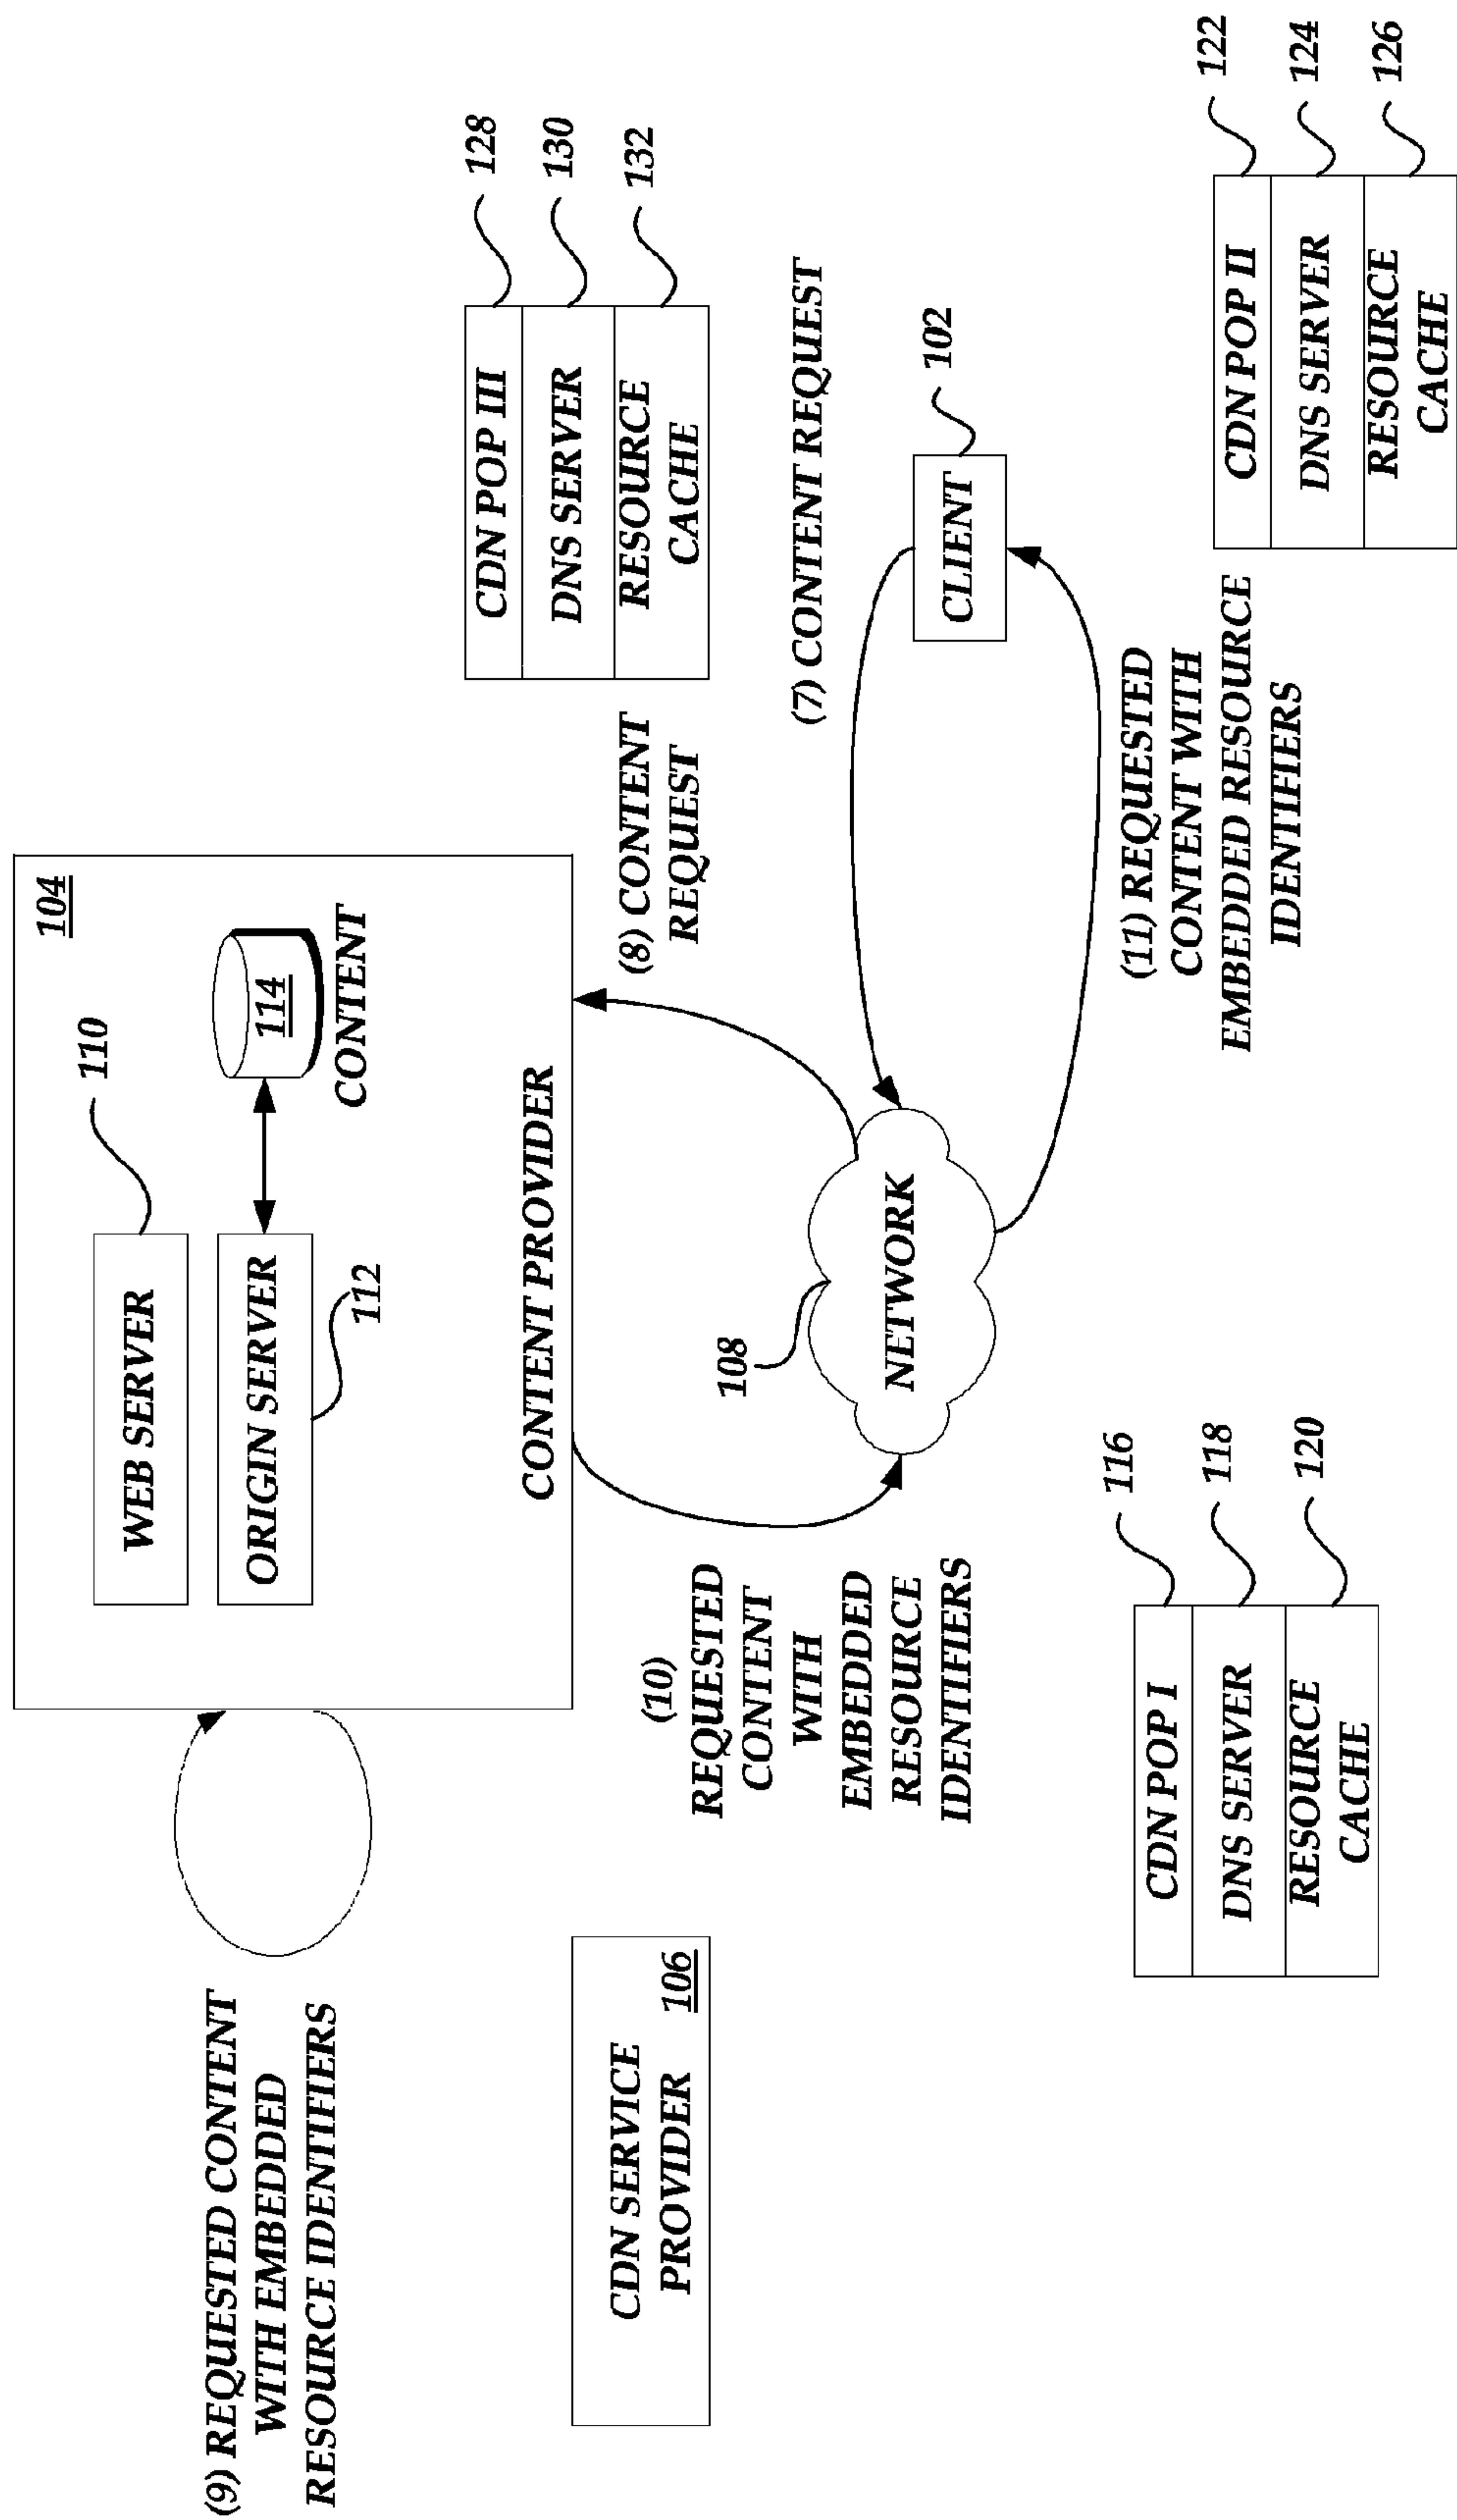 (9) REQUESTED CONTENT
WITH EMBEDDED
RESOURCE IDENTIFIERS
WEB SERVER
110
104
ORIGIN SERVER
112
114
CONTENT
CONTENT PROVIDER
CDN SERVICE
PROVIDER
106
(10)
REQUESTED
CONTENT
WITH
EMBEDDED
RESOURCE
IDENTIFIERS
108
NETWORK
(8) CONTENT
REQUEST
CDN POP III
128
DNS SERVER
130
RESOURCE
CACHE
132
(7) CONTENT REQUEST
CLIENT
102
(11) REQUESTED
CONTENT WITH
EMBEDDED RESOURCE
IDENTIFIERS
CDN POP I
116
DNS SERVER
118
RESOURCE
CACHE
120
CDN POP II
122
DNS SERVER
124
RESOURCE
CACHE
126